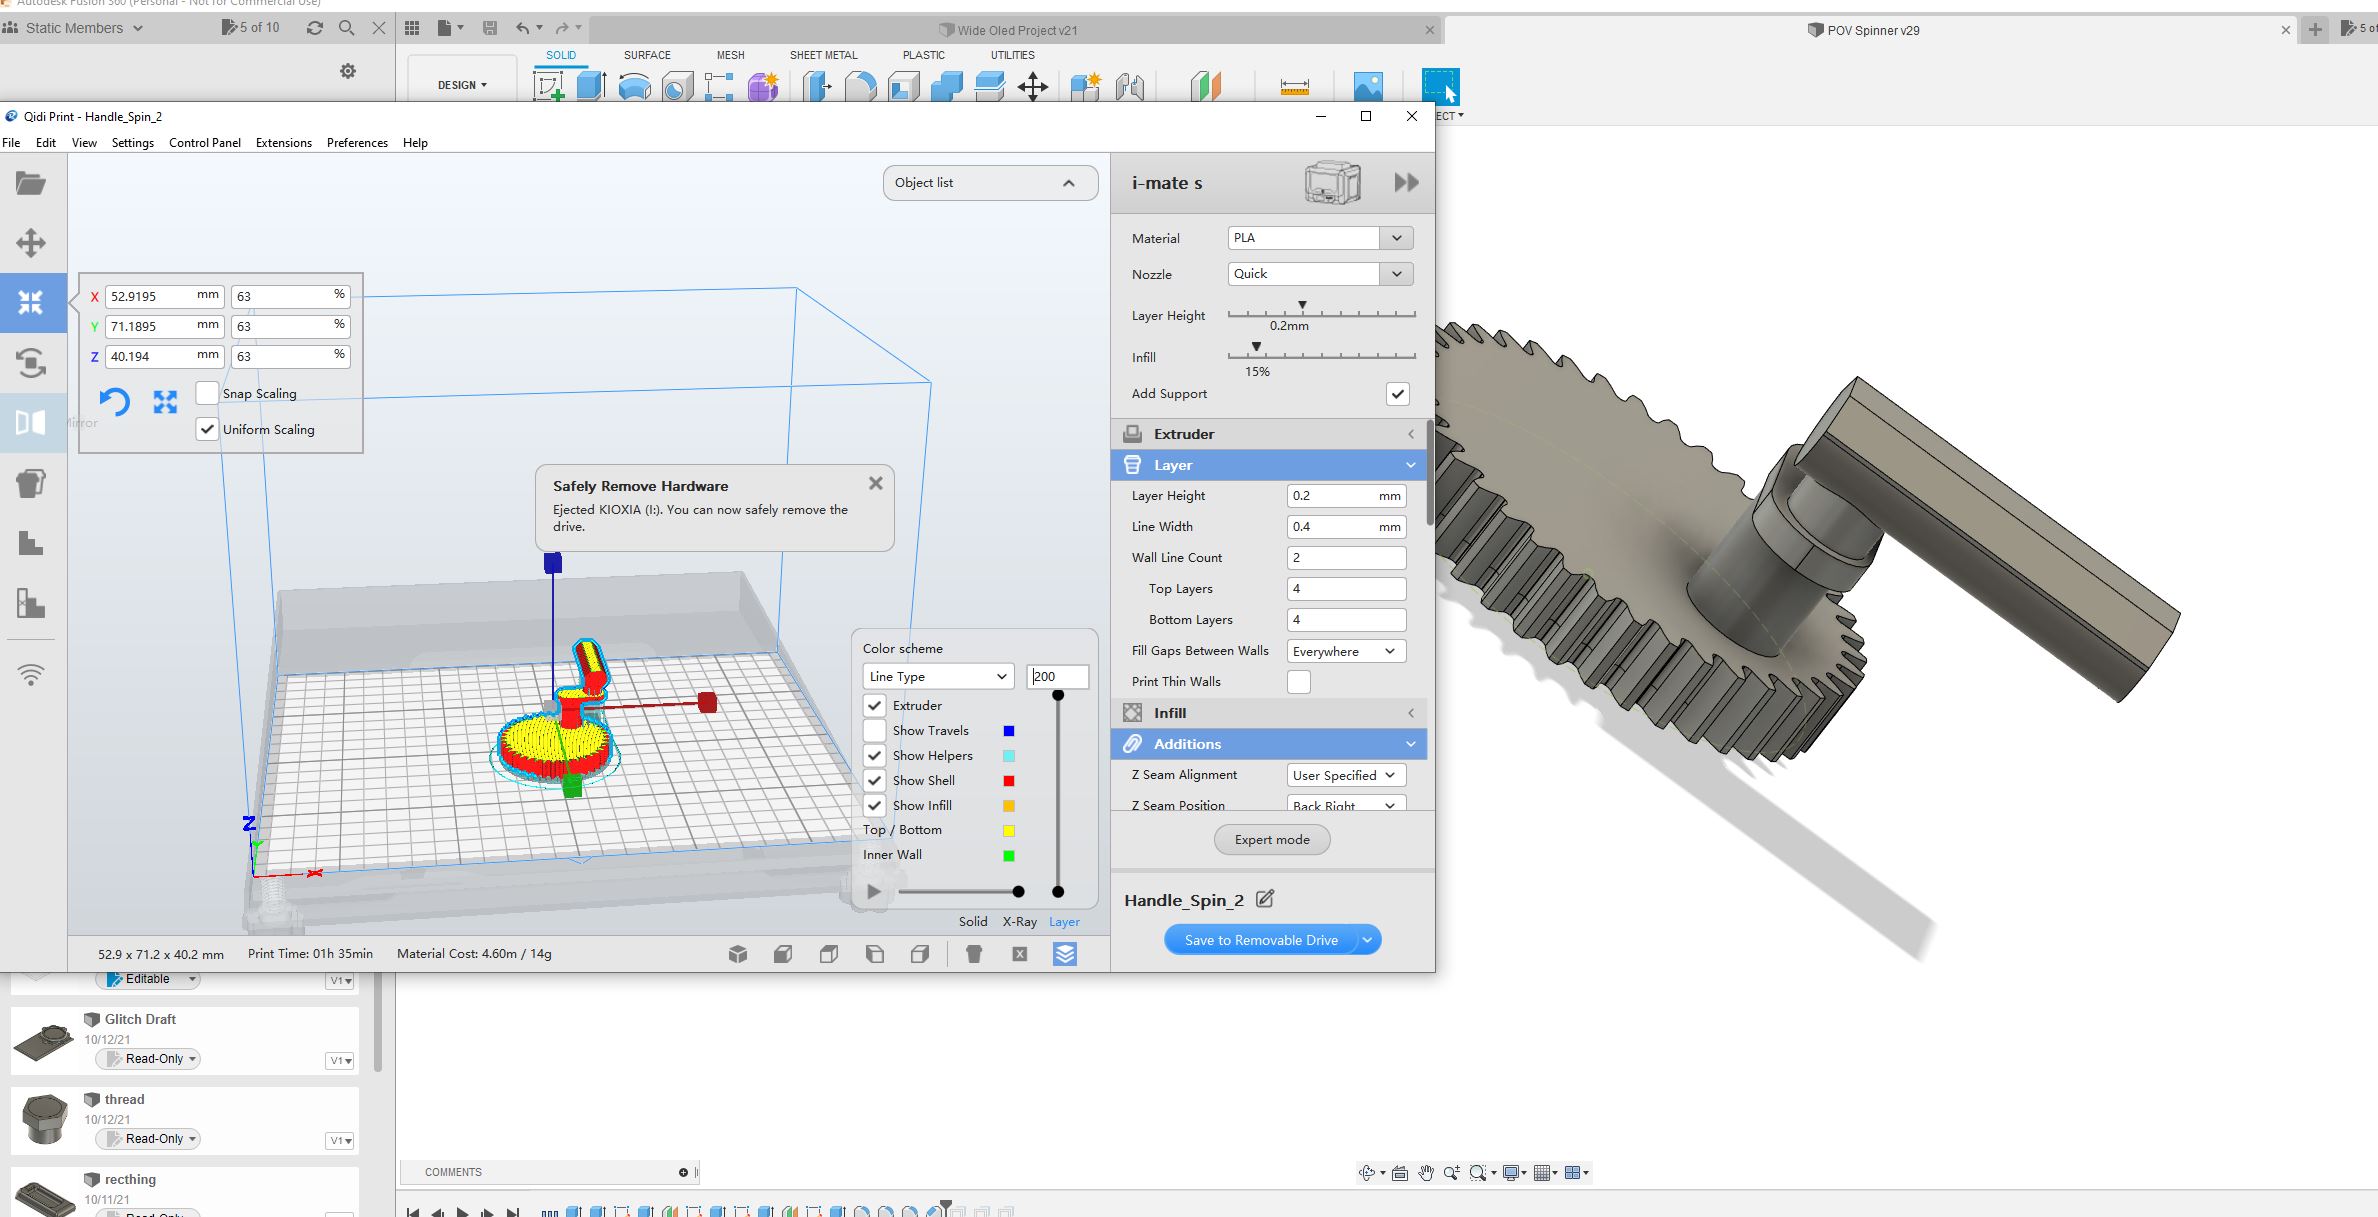 Autodesk Fusion 360 (Personal - Not for Commercial Use)
Static Members
5 of 10
Wide Oled Project v21
POV Spinner v29
5 of
SOLID
SURFACE
MESH
SHEET METAL
PLASTIC
UTILITIES
DESIGN
ECT
Qidi Print - Handle_Spin_2
File
Edit
View
Settings
Control Panel
Extensions
Preferences
Help
Object list
X 52.9195 mm 63 %
Y 71.1895 mm 63 %
Z 40.194 mm 63 %
Snap Scaling
Uniform Scaling
Mirror
Safely Remove Hardware
Ejected KIOXIA (I:). You can now safely remove the
drive.
Z
Y
X
Color scheme
Line Type
200
Extruder
Show Travels
Show Helpers
Show Shell
Show Infill
Top / Bottom
Inner Wall
Solid
X-Ray
Layer
52.9 x 71.2 x 40.2 mm
Print Time: 01h 35min
Material Cost: 4.60m / 14g
i-mate s
Material PLA
Nozzle Quick
Layer Height
0.2mm
Infill
15%
Add Support
Extruder
Layer
Layer Height 0.2 mm
Line Width 0.4 mm
Wall Line Count 2
Top Layers 4
Bottom Layers 4
Fill Gaps Between Walls Everywhere
Print Thin Walls
Infill
Additions
Z Seam Alignment User Specified
Z Seam Position Back Right
Expert mode
Handle_Spin_2
Save to Removable Drive
Editable
V1
Glitch Draft
10/12/21
Read-Only
V1
thread
10/12/21
Read-Only
V1
recthing
10/11/21
Read-Only
COMMENTS